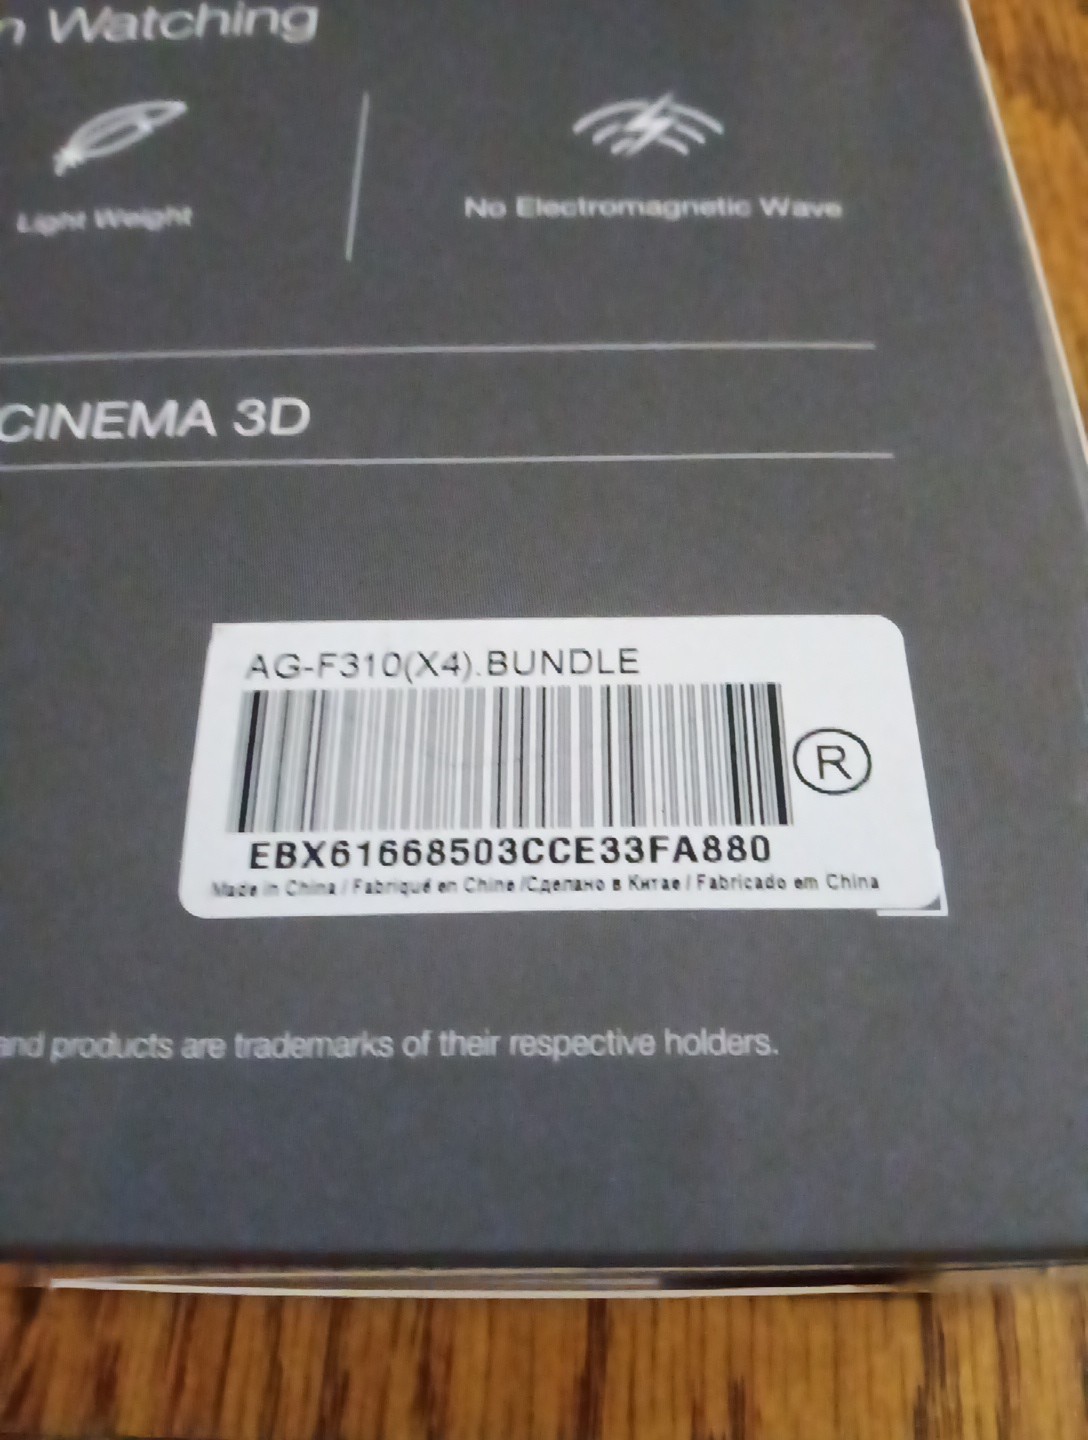 n Watching
Light Weight
No Electromagnetic Wave
CINEMA 3D
AG-F310(X4).BUNDLE
R
EBX61668503CCE33FA880
Made in China / Fabriqué en Chine /Сделано в Китае / Fabricado em China
and products are trademarks of their respective holders.